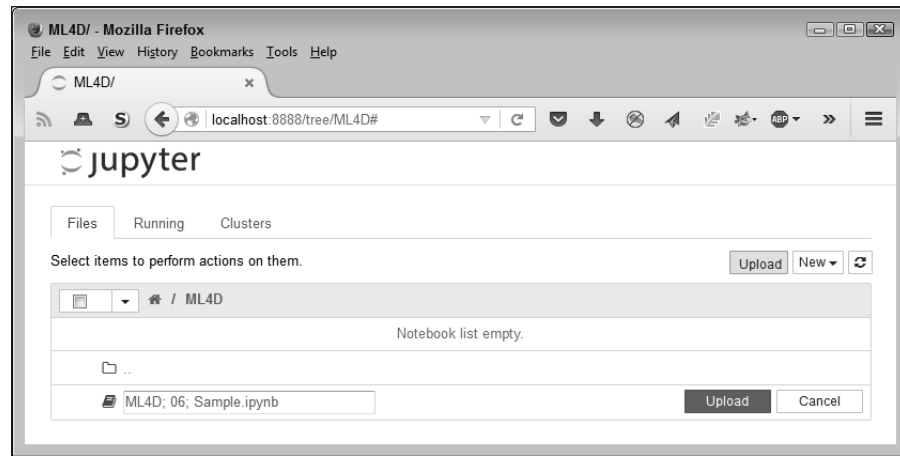 ML4D/ - Mozilla Firefox
File Edit View History Bookmarks Tools Help
ML4D/ ×
S localhost:8888/tree/ML4D# ABP »
jupyter
Files Running Clusters
Select items to perform actions on them. Upload New
/ ML4D
Notebook list empty.
..
ML4D; 06; Sample.ipynb Upload Cancel